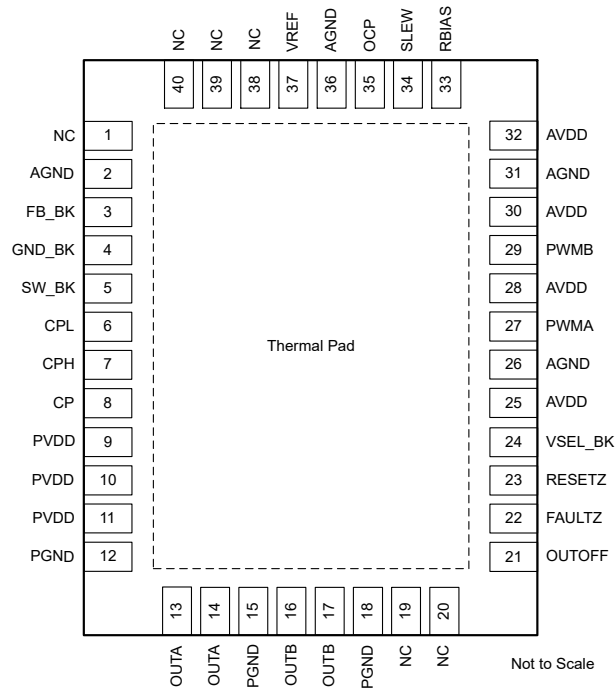 NC
NC
NC
VREF
AGND
OCP
SLEW
RBIAS
40
39
38
37
36
35
34
33
NC 1
AGND 2
FB_BK 3
GND_BK 4
SW_BK 5
CPL 6
CPH 7
CP 8
PVDD 9
PVDD 10
PVDD 11
PGND 12
Thermal Pad
32 AVDD
31 AGND
30 AVDD
29 PWMB
28 AVDD
27 PWMA
26 AGND
25 AVDD
24 VSEL_BK
23 RESETZ
22 FAULTZ
21 OUTOFF
13
14
15
16
17
18
19
20
OUTA
OUTA
PGND
OUTB
OUTB
PGND
NC
NC
Not to Scale